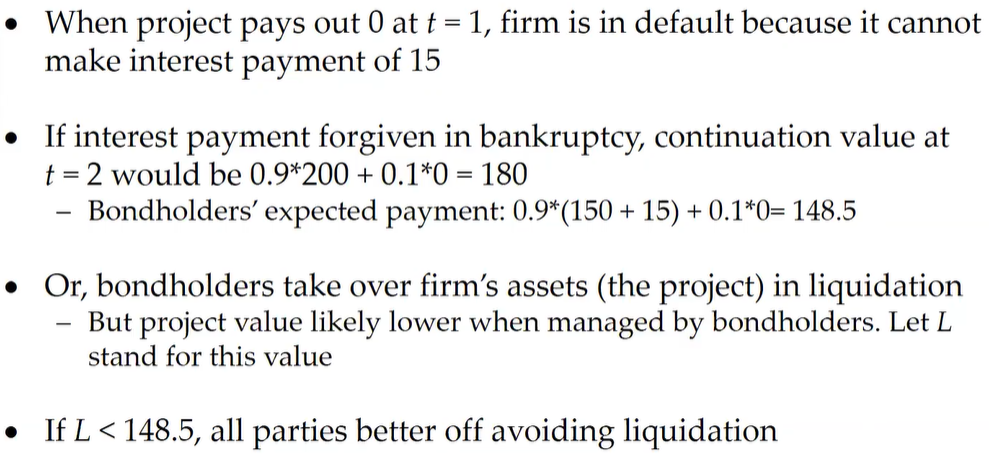 • When project pays out 0 at t = 1, firm is in default because it cannot
make interest payment of 15
• If interest payment forgiven in bankruptcy, continuation value at
t = 2 would be 0.9*200 + 0.1*0 = 180
– Bondholders' expected payment: 0.9*(150 + 15) + 0.1*0= 148.5
• Or, bondholders take over firm's assets (the project) in liquidation
– But project value likely lower when managed by bondholders. Let L
stand for this value
• If L < 148.5, all parties better off avoiding liquidation